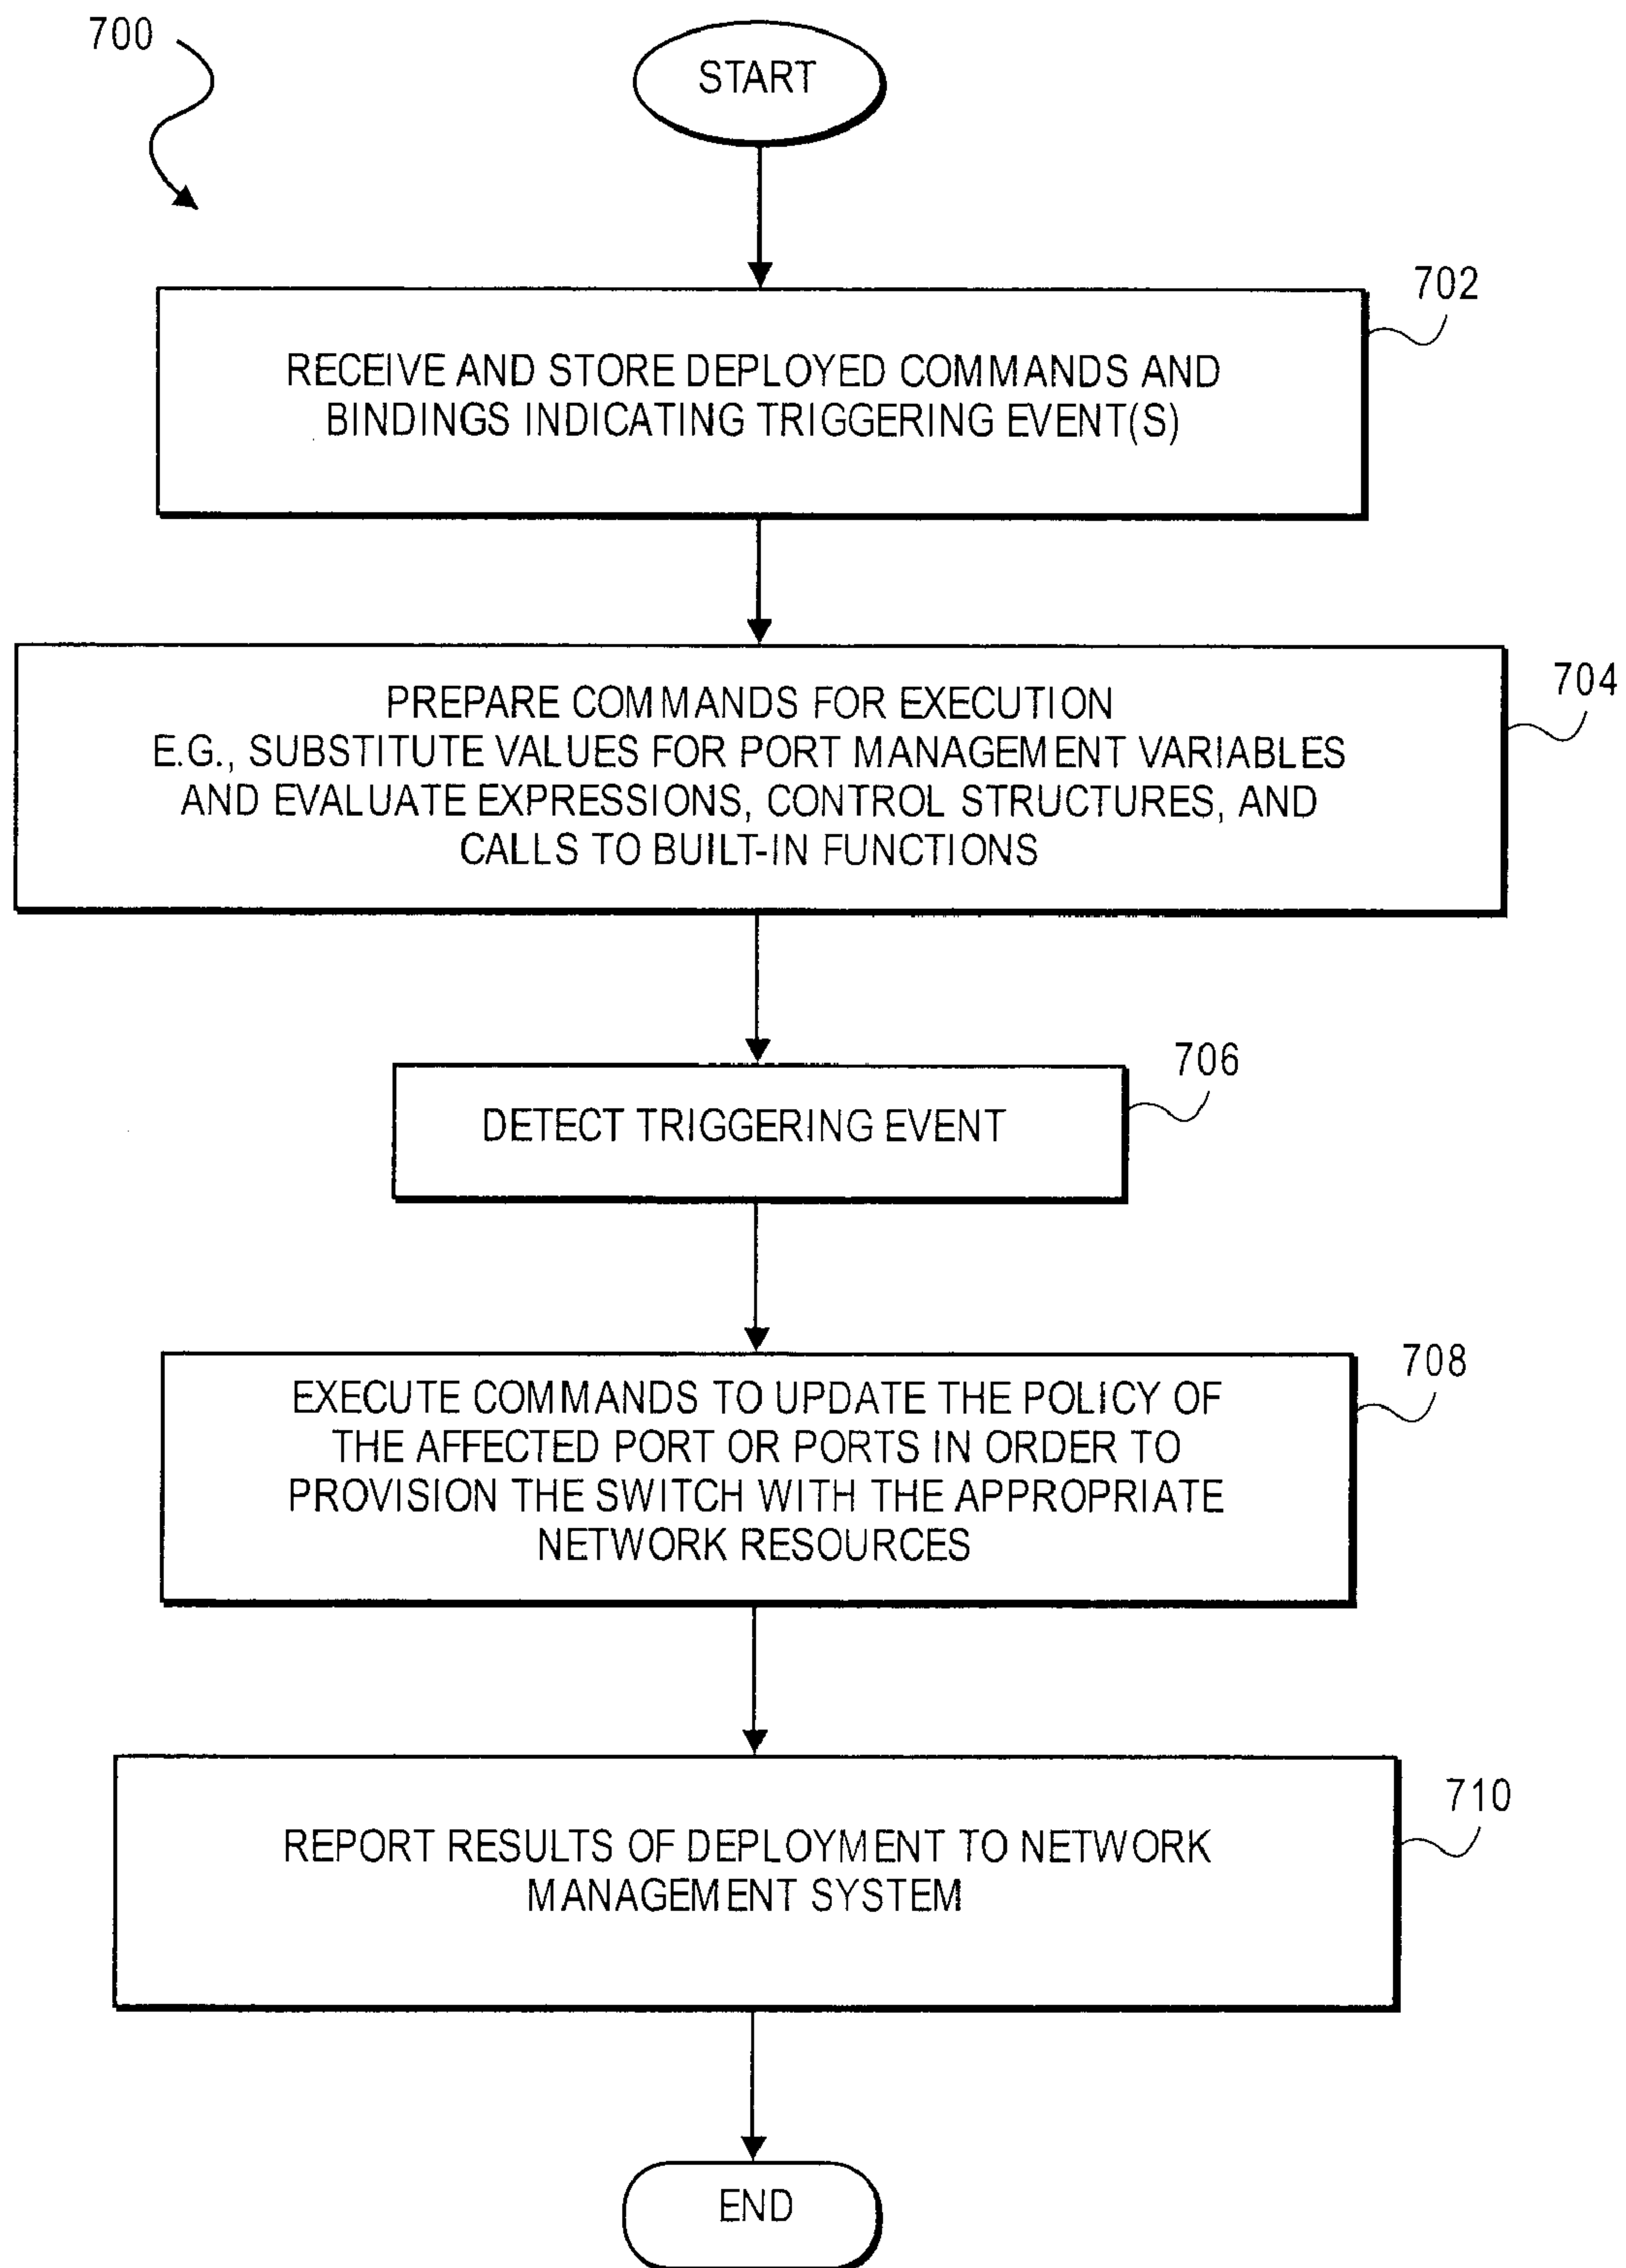 700
START
702
RECEIVE AND STORE DEPLOYED COMMANDS AND
BINDINGS INDICATING TRIGGERING EVENT(S)
704
PREPARE COMMANDS FOR EXECUTION
E.G., SUBSTITUTE VALUES FOR PORT MANAGEMENT VARIABLES
AND EVALUATE EXPRESSIONS, CONTROL STRUCTURES, AND
CALLS TO BUILT-IN FUNCTIONS
706
DETECT TRIGGERING EVENT
708
EXECUTE COMMANDS TO UPDATE THE POLICY OF
THE AFFECTED PORT OR PORTS IN ORDER TO
PROVISION THE SWITCH WITH THE APPROPRIATE
NETWORK RESOURCES
710
REPORT RESULTS OF DEPLOYMENT TO NETWORK
MANAGEMENT SYSTEM
END